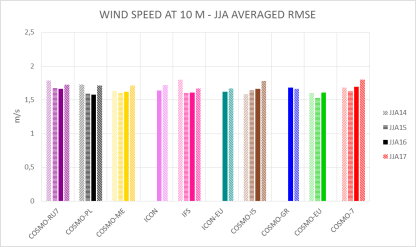 WIND SPEED AT 10 M - JJA AVERAGED RMSE
2,5
2
1,5
1
0,5
0
m/s
COSMO-RU7
COSMO-PL
COSMO-ME
ICON
IFS
ICON-EU
COSMO-IS
COSMO-GR
COSMO-EU
COSMO-7
JJA14
JJA15
JJA16
JJA17